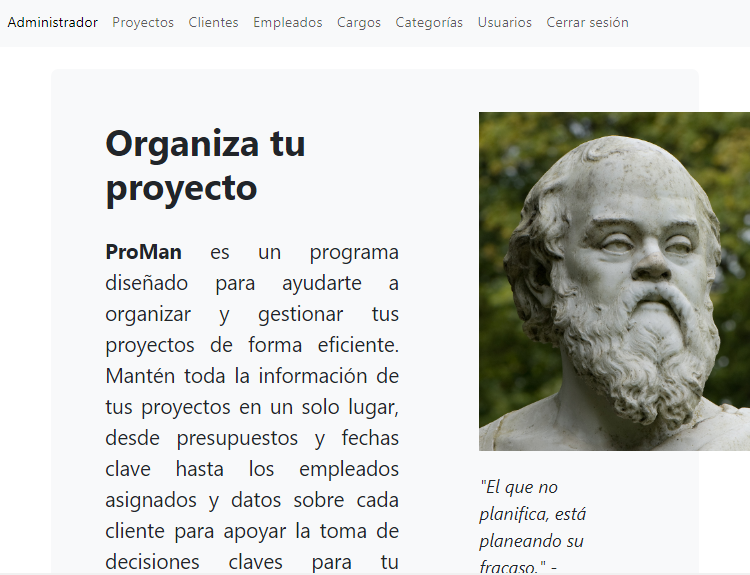 Administrador Proyectos Clientes Empleados Cargos Categorías Usuarios Cerrar sesión
Organiza tu
proyecto
ProMan es un programa
diseñado para ayudarte a
organizar y gestionar tus
proyectos de forma eficiente.
Mantén toda la información de
tus proyectos en un solo lugar,
desde presupuestos y fechas
clave hasta los empleados
asignados y datos sobre cada
cliente para apoyar la toma de
decisiones claves para tu
"El que no
planifica, está
planeando su
fracaso." -